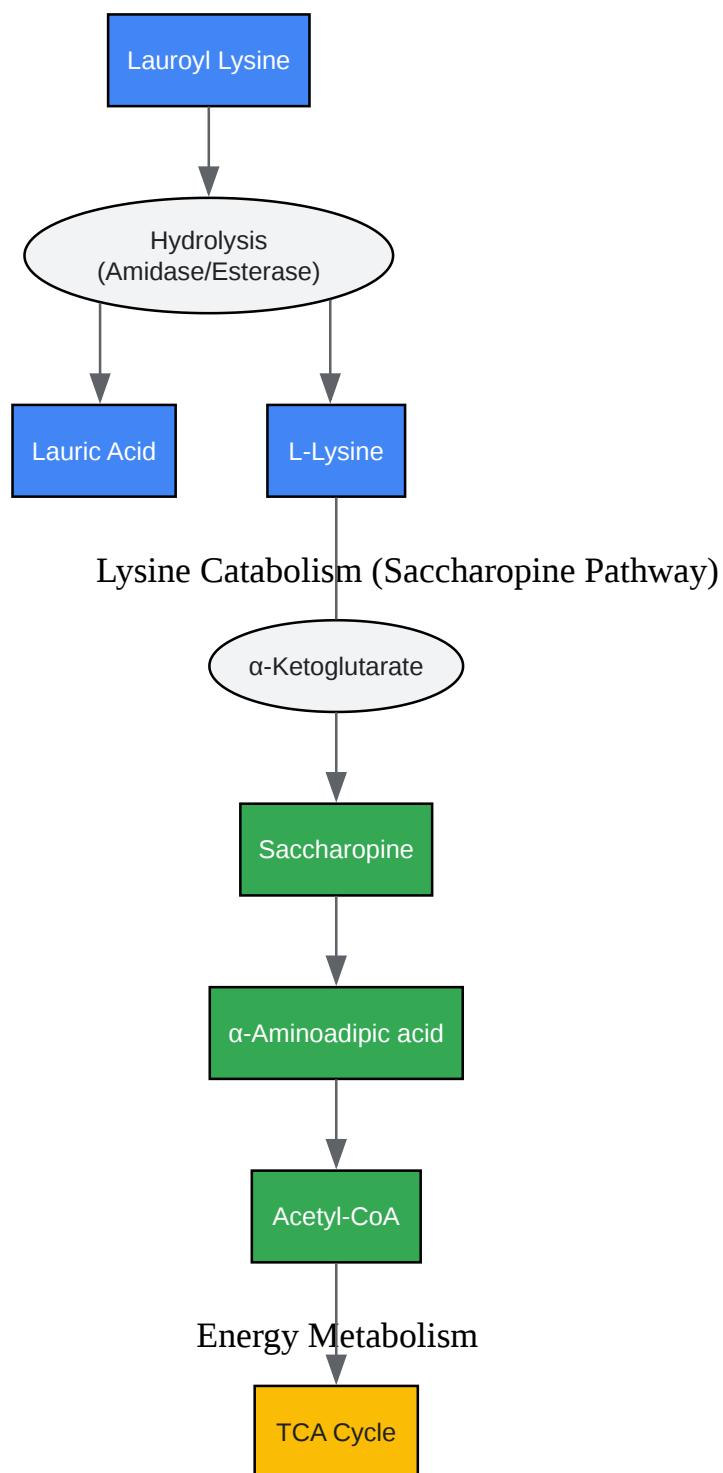 Lauroyl Lysine
Hydrolysis
(Amidase/Esterase)
Lauric Acid
L-Lysine
Lysine Catabolism (Saccharopine Pathway)
α-Ketoglutarate
Saccharopine
α-Aminoadipic acid
Acetyl-CoA
Energy Metabolism
TCA Cycle